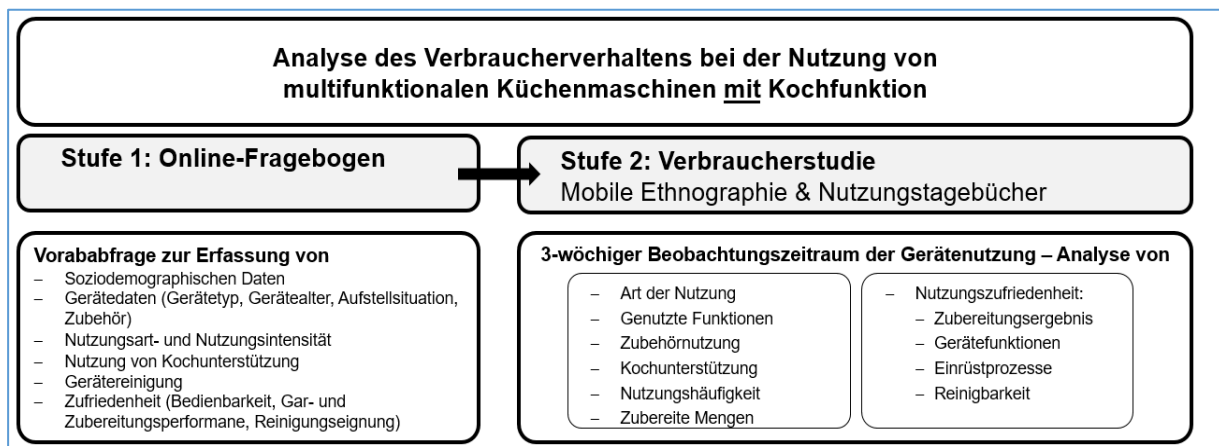 Analyse des Verbraucherverhaltens bei der Nutzung von
multifunktionalen Küchenmaschinen mit Kochfunktion
Stufe 1: Online-Fragebogen
Stufe 2: Verbraucherstudie
Mobile Ethnographie & Nutzungstagebücher
Vorababfrage zur Erfassung von
– Soziodemographischen Daten
– Gerätedaten (Gerätetyp, Gerätealter, Aufstellsituation,
Zubehör)
– Nutzungsart- und Nutzungsintensität
– Nutzung von Kochunterstützung
– Gerätereinigung
– Zufriedenheit (Bedienbarkeit, Gar- und
Zubereitungsperformane, Reinigungseignung)
3-wöchiger Beobachtungszeitraum der Gerätenutzung – Analyse von
– Art der Nutzung
– Genutzte Funktionen
– Zubehörnutzung
– Kochunterstützung
– Nutzungshäufigkeit
– Zubereite Mengen
– Nutzungszufriedenheit:
– Zubereitungsergebnis
– Gerätefunktionen
– Einrüstprozesse
– Reinigbarkeit